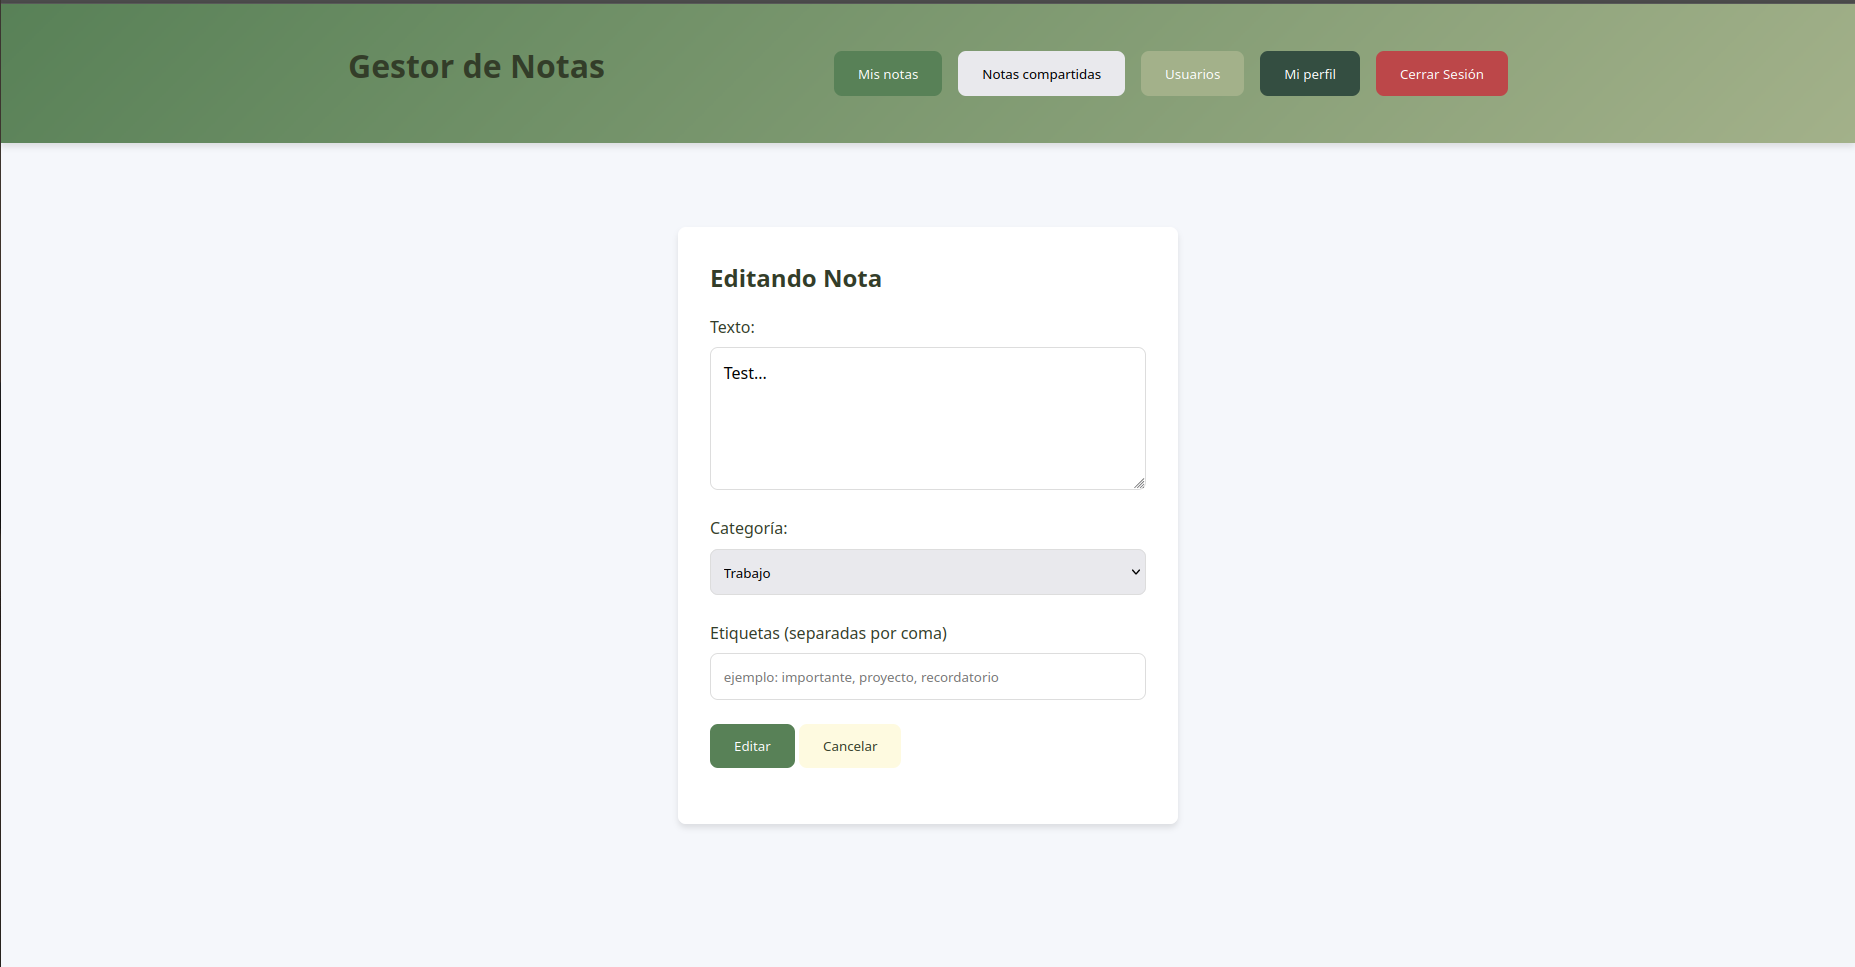 Gestor de Notas
Mis notas
Notas compartidas
Usuarios
Mi perfil
Cerrar Sesión
Editando Nota
Texto:
Test...
Categoría:
Trabajo
Etiquetas (separadas por coma)
ejemplo: importante, proyecto, recordatorio
Editar
Cancelar